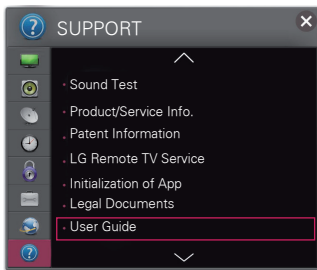 SUPPORT
Sound Test
Product/Service Info.
Patent Information
LG Remote TV Service
Initialization of App
Legal Documents
User Guide